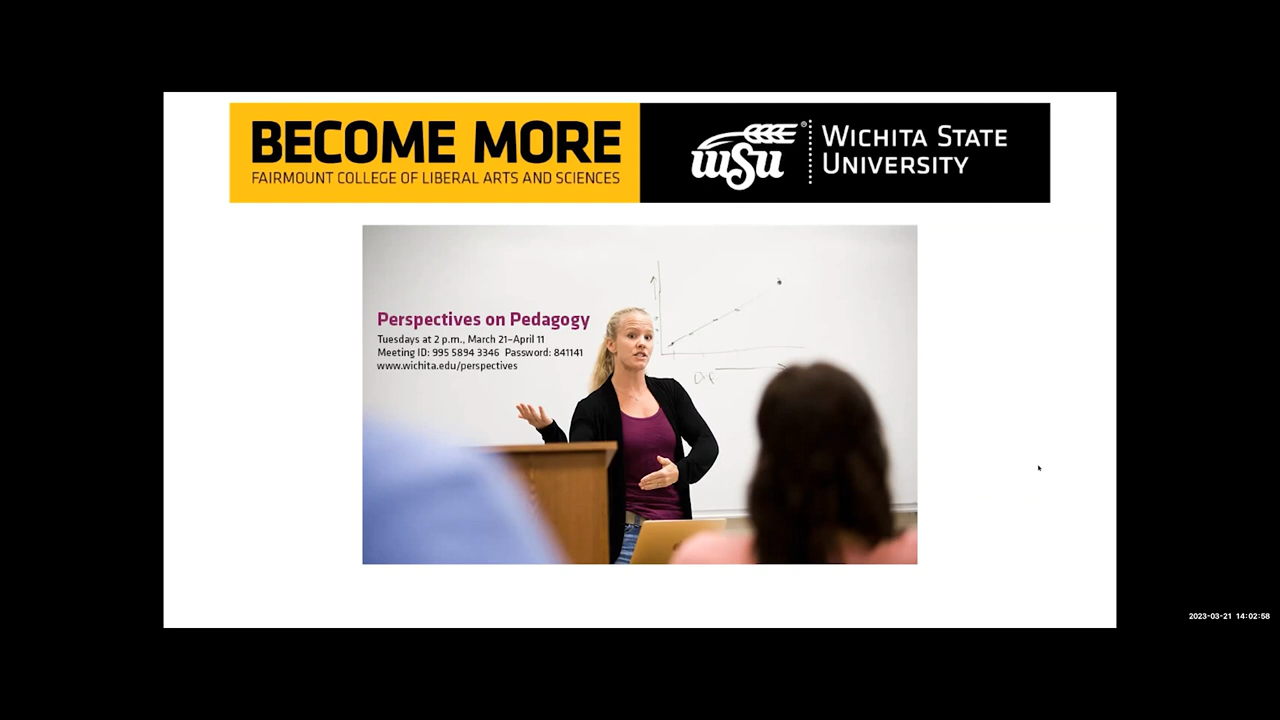 BECOME MORE
FAIRMOUNT COLLEGE OF LIBERAL ARTS AND SCIENCES
wsu®
WICHITA STATE
UNIVERSITY
Perspectives on Pedagogy
Tuesdays at 2 p.m., March 21–April 11
Meeting ID: 995 5894 3346 Password: 841141
www.wichita.edu/perspectives
2023-03-21 14:02:58